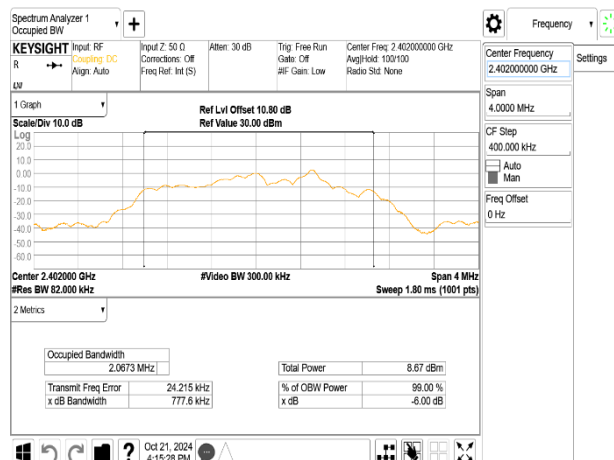 Spectrum Analyzer 1
Occupied BW
Frequency
KEYSIGHT
R
Input: RF
Coupling: DC
Align: Auto
Input Z: 50 Ω
Corrections: Off
Freq Ref: Int (S)
Atten: 30 dB
Trig: Free Run
Gate: Off
#IF Gain: Low
Center Freq: 2.402000000 GHz
Avg|Hold: 100/100
Radio Std: None
Center Frequency
2.402000000 GHz
Settings
Span
4.0000 MHz
CF Step
400.000 kHz
Auto
Man
Freq Offset
0 Hz
1 Graph
Scale/Div 10.0 dB
Ref Lvl Offset 10.80 dB
Ref Value 30.00 dBm
Log
20.0
10.0
0.00
-10.0
-20.0
-30.0
-40.0
-50.0
-60.0
Center 2.402000 GHz
#Res BW 82.000 kHz
#Video BW 300.00 kHz
Span 4 MHz
Sweep 1.80 ms (1001 pts)
2 Metrics
Occupied Bandwidth
2.0673 MHz
Transmit Freq Error 24.215 kHz
x dB Bandwidth 777.6 kHz
Total Power 8.67 dBm
% of OBW Power 99.00 %
x dB -6.00 dB
?
Oct 21, 2024
4:15:28 PM